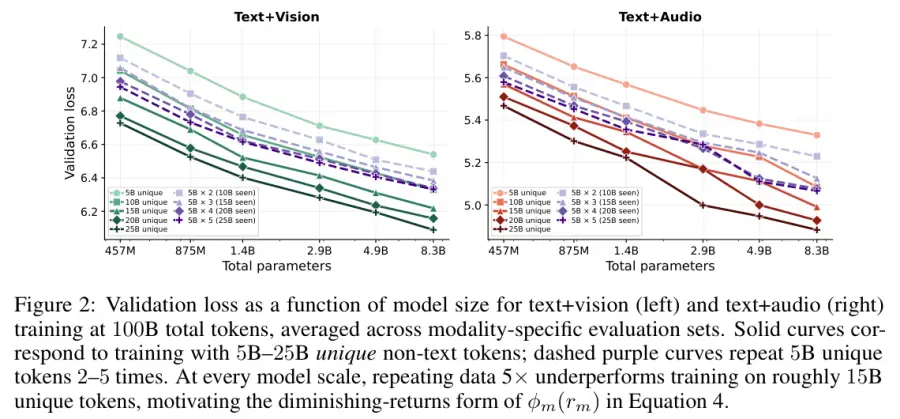 Text+Vision
Text+Audio
Validation loss
7.2
7.0
6.8
6.6
6.4
6.2
5B unique
10B unique
15B unique
20B unique
25B unique
5B × 2 (10B seen)
5B × 3 (15B seen)
5B × 4 (20B seen)
5B × 5 (25B seen)
457M 875M 1.4B 2.9B 4.9B 8.3B
Total parameters
5.8
5.6
5.4
5.2
5.0
5B unique
10B unique
15B unique
20B unique
25B unique
5B × 2 (10B seen)
5B × 3 (15B seen)
5B × 4 (20B seen)
5B × 5 (25B seen)
457M 875M 1.4B 2.9B 4.9B 8.3B
Total parameters
Figure 2: Validation loss as a function of model size for text+vision (left) and text+audio (right)
training at 100B total tokens, averaged across modality-specific evaluation sets. Solid curves cor-
respond to training with 5B–25B unique non-text tokens; dashed purple curves repeat 5B unique
tokens 2–5 times. At every model scale, repeating data 5× underperforms training on roughly 15B
unique tokens, motivating the diminishing-returns form of ϕₘ(rₘ) in Equation 4.